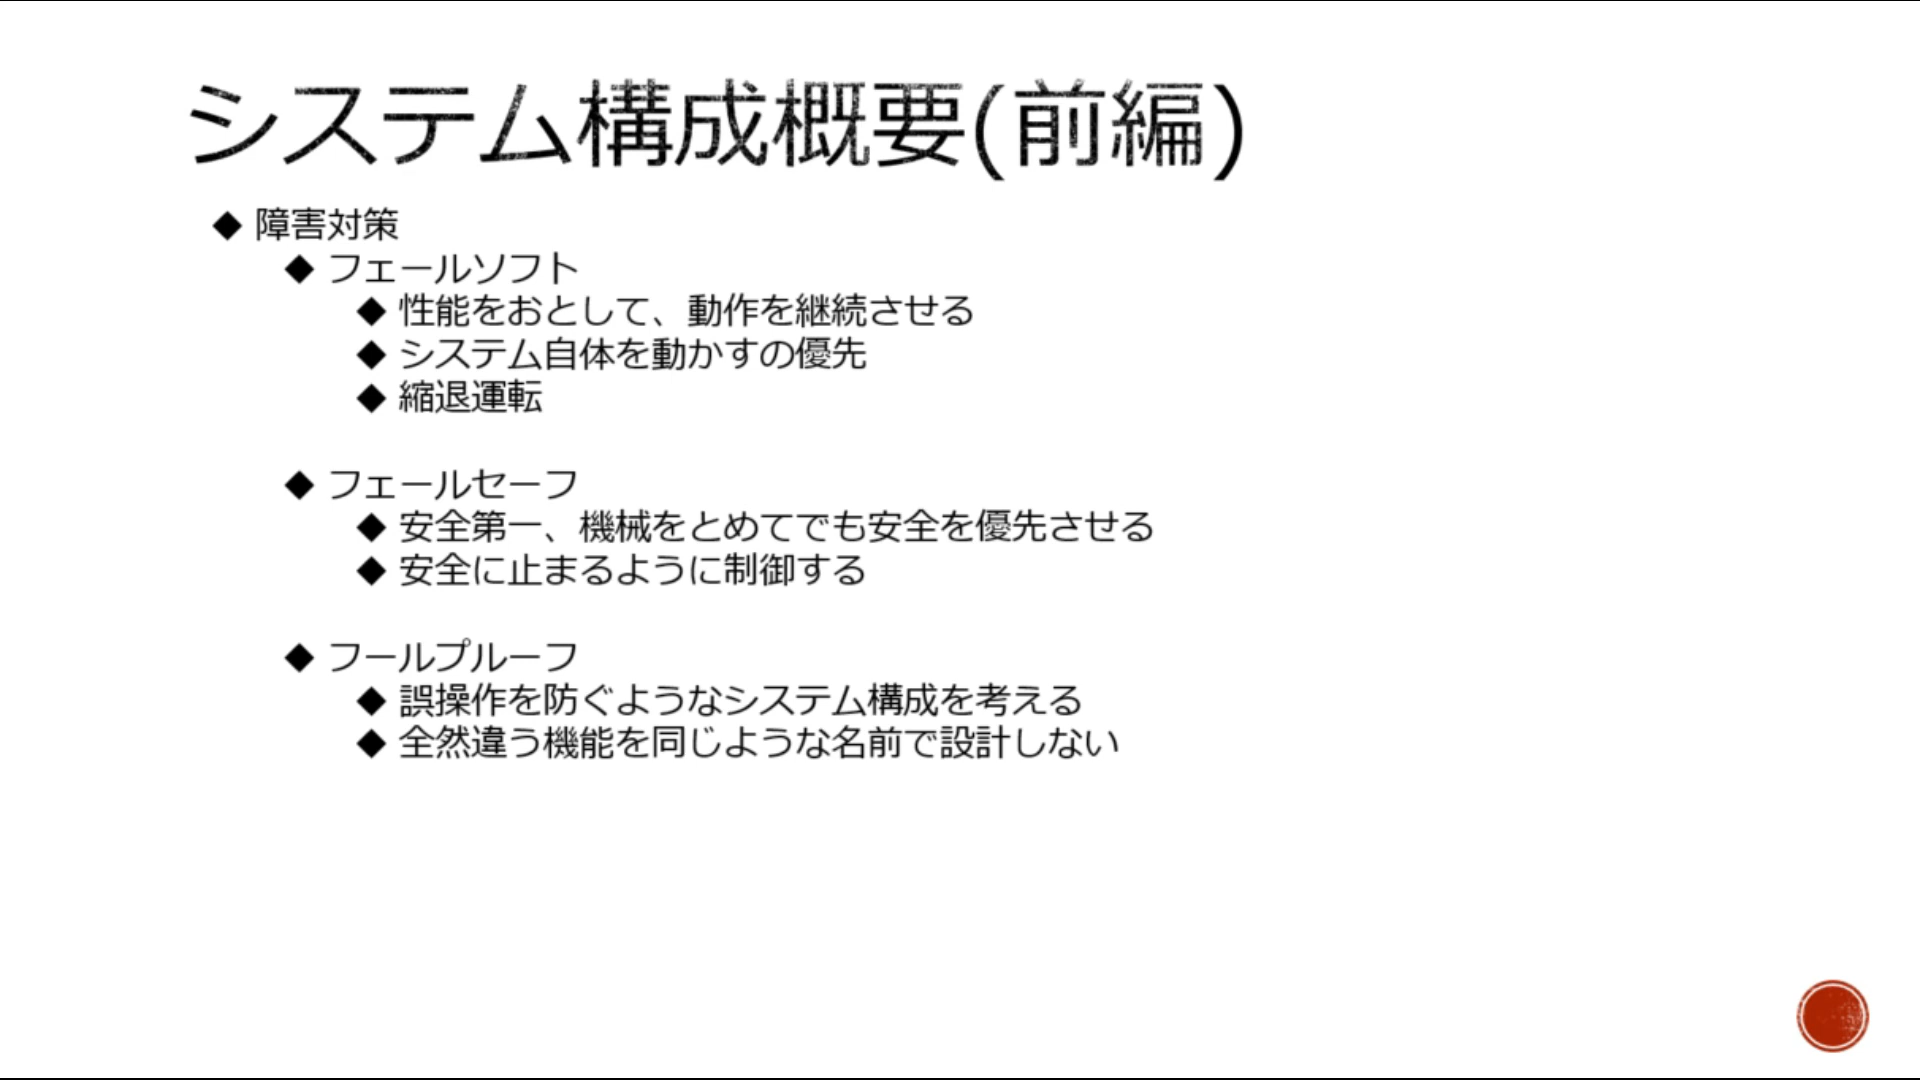 システム構成概要(前編)
◆ 障害対策
◆ フェールソフト
◆ 性能をおとして、動作を継続させる
◆ システム自体を動かすの優先
◆ 縮退運転
◆ フェールセーフ
◆ 安全第一、機械をとめてでも安全を優先させる
◆ 安全に止まるように制御する
◆ フールプルーフ
◆ 誤操作を防ぐようなシステム構成を考える
◆ 全然違う機能を同じような名前で設計しない